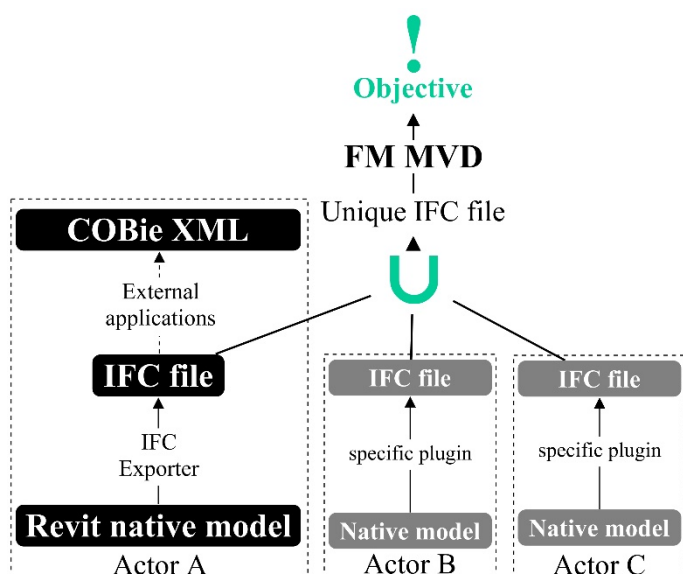 !
Objective
FM MVD
Unique IFC file
COBie XML
External
applications
IFC file
IFC
Exporter
Revit native model
Actor A
IFC file
specific plugin
Native model
Actor B
IFC file
specific plugin
Native model
Actor C